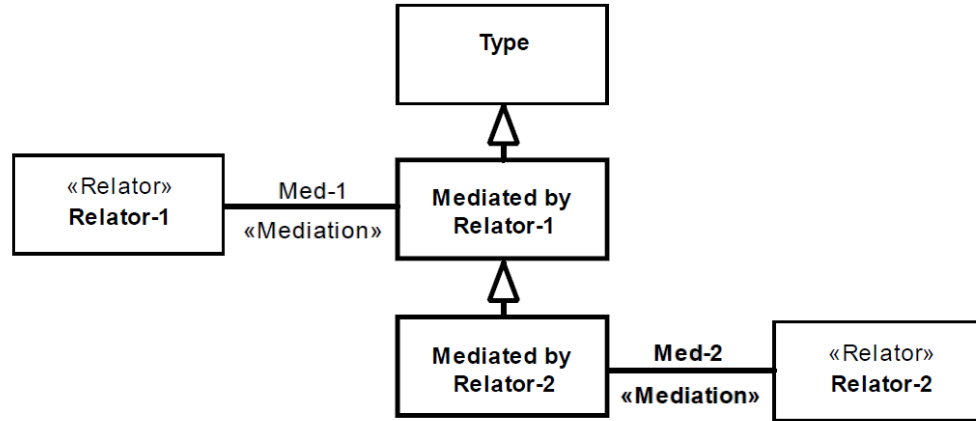 Type
«Relator»
Relator-1
Med-1
«Mediation»
Mediated by
Relator-1
Mediated by
Relator-2
Med-2
«Mediation»
«Relator»
Relator-2